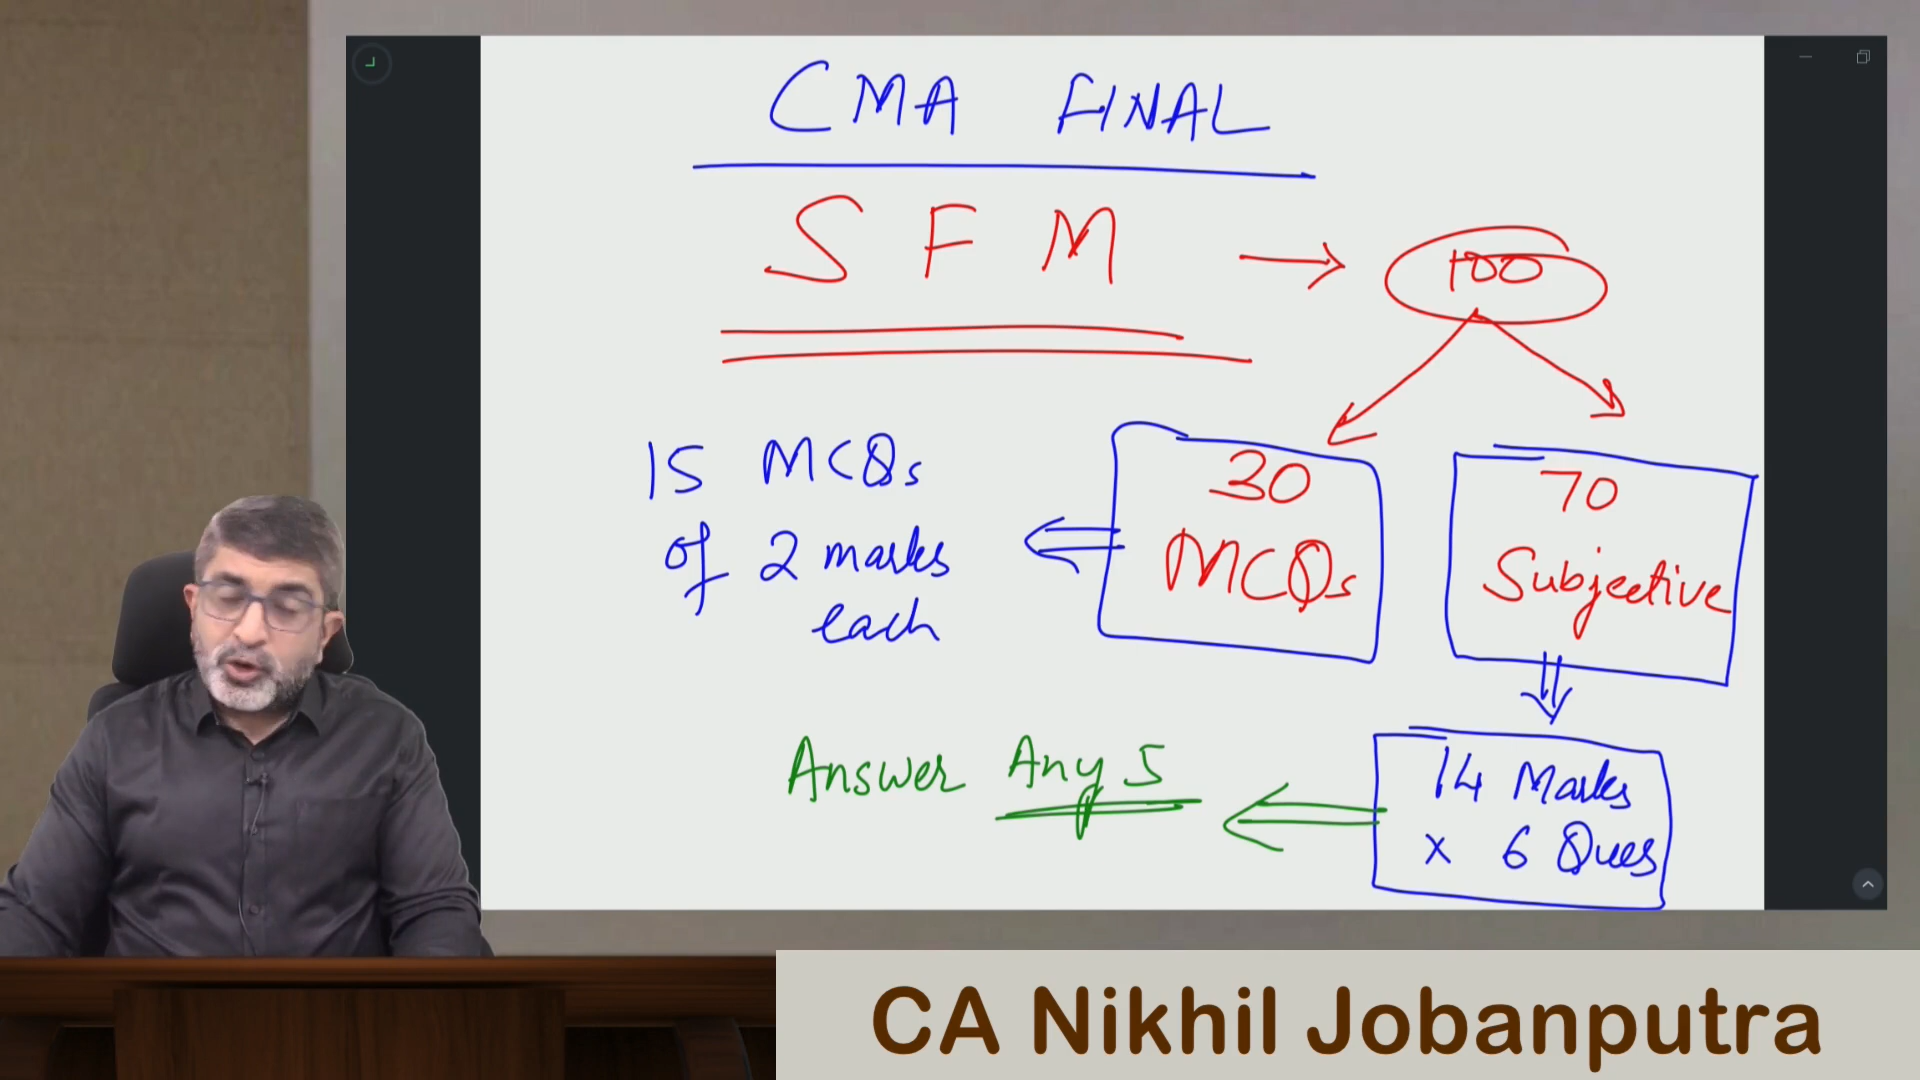 CMA FINAL
SFM → 100
30
MCQs
15 MCQs
of 2 marks
each
70
Subjective
14 Marks
x 6 Ques
Answer Any 5
CA Nikhil Jobanputra